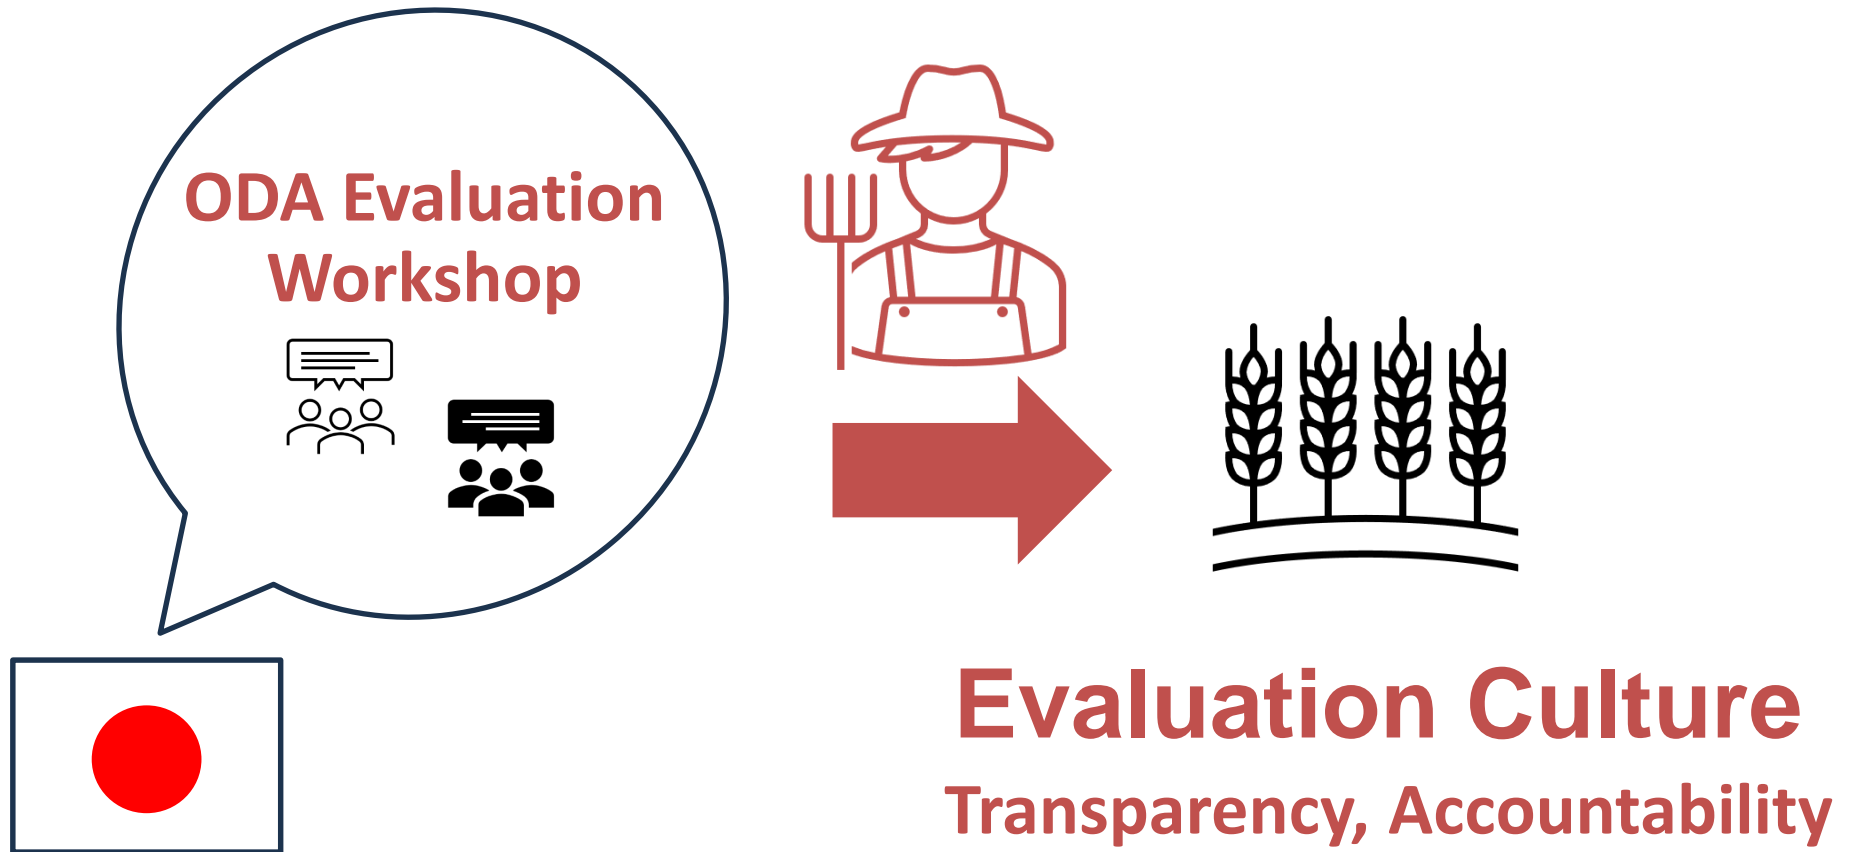 ODA Evaluation
Workshop
Evaluation Culture
Transparency, Accountability